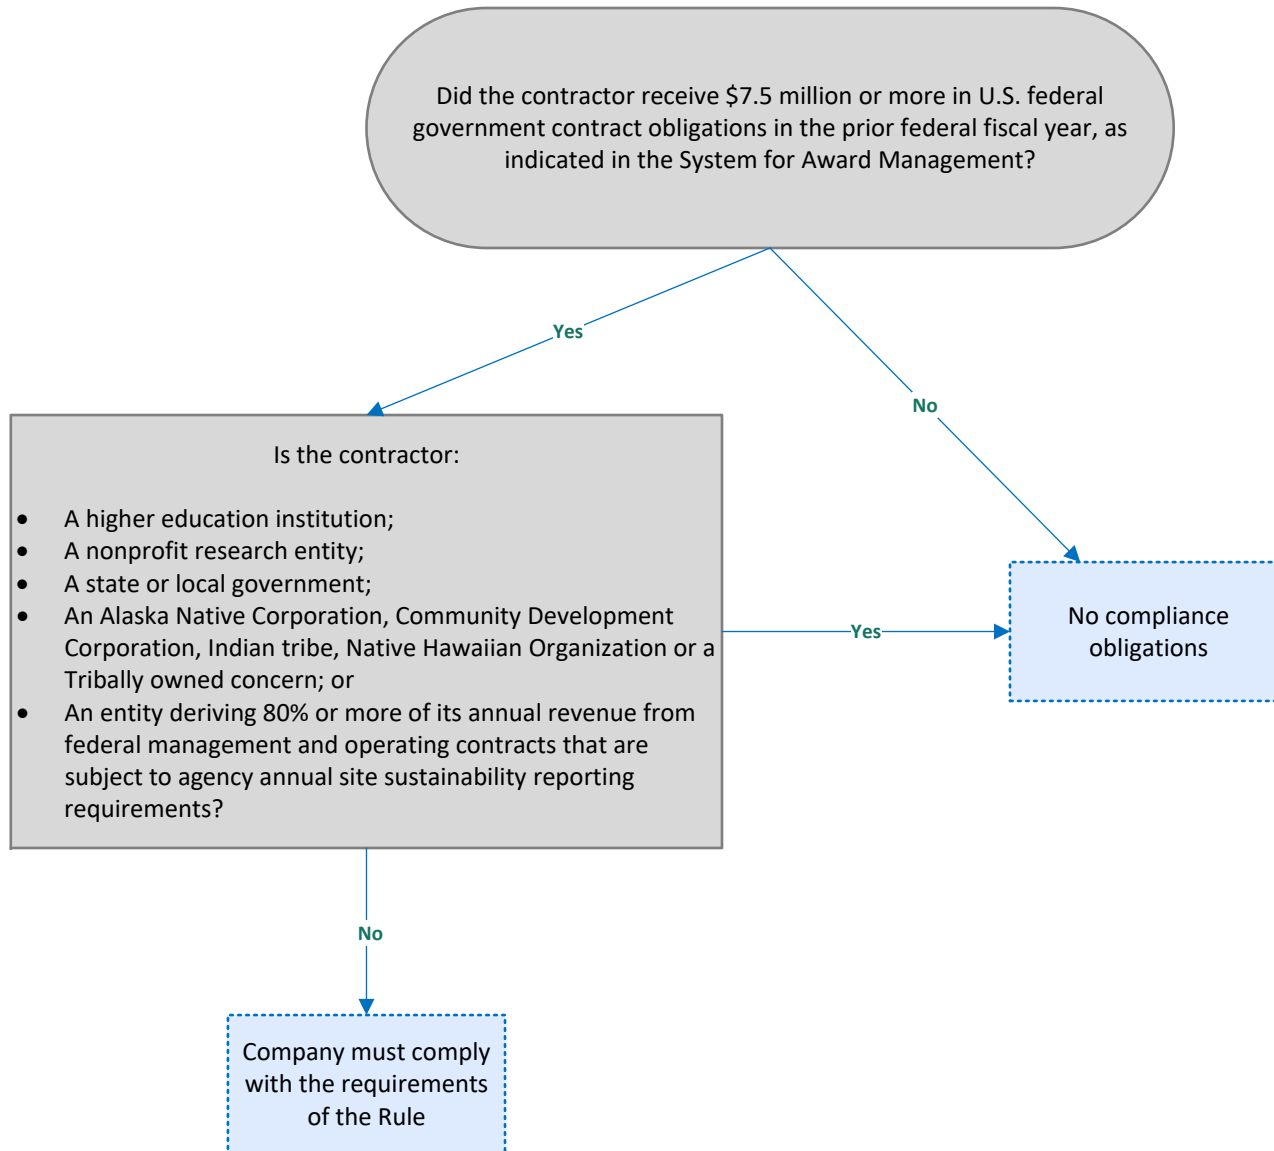 Did the contractor receive $7.5 million or more in U.S. federal
government contract obligations in the prior federal fiscal year, as
indicated in the System for Award Management?
Yes
No
Is the contractor:
• A higher education institution;
• A nonprofit research entity;
• A state or local government;
• An Alaska Native Corporation, Community Development
Corporation, Indian tribe, Native Hawaiian Organization or a
Tribally owned concern; or
• An entity deriving 80% or more of its annual revenue from
federal management and operating contracts that are
subject to agency annual site sustainability reporting
requirements?
Yes
No compliance
obligations
No
Company must comply
with the requirements
of the Rule